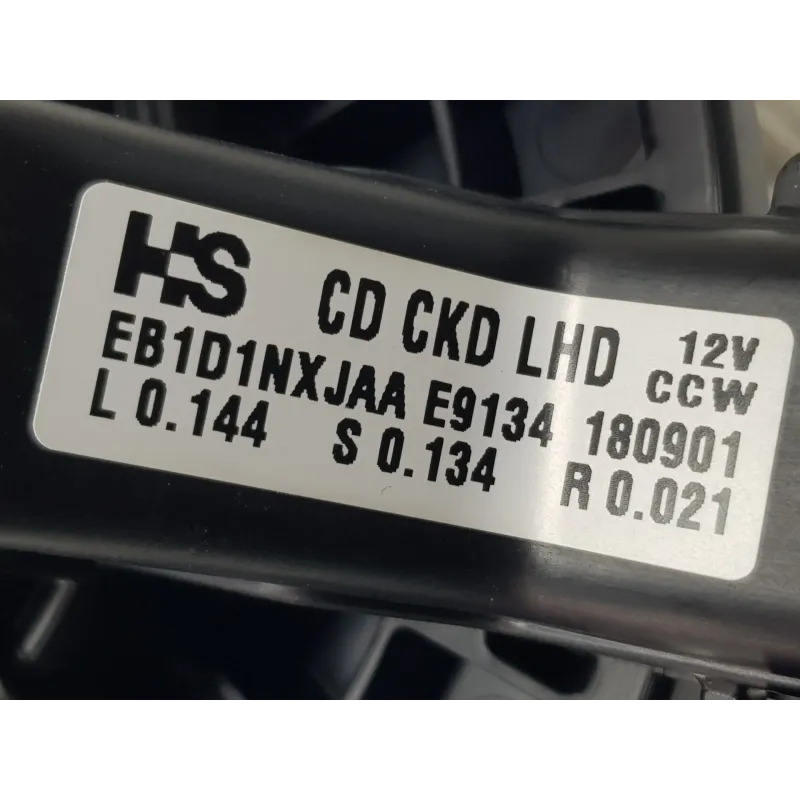 HS CD CKD LHD 12V
EB1D1NXJAA E9134 CCW
L 0.144 S 0.134 180901
R 0.021